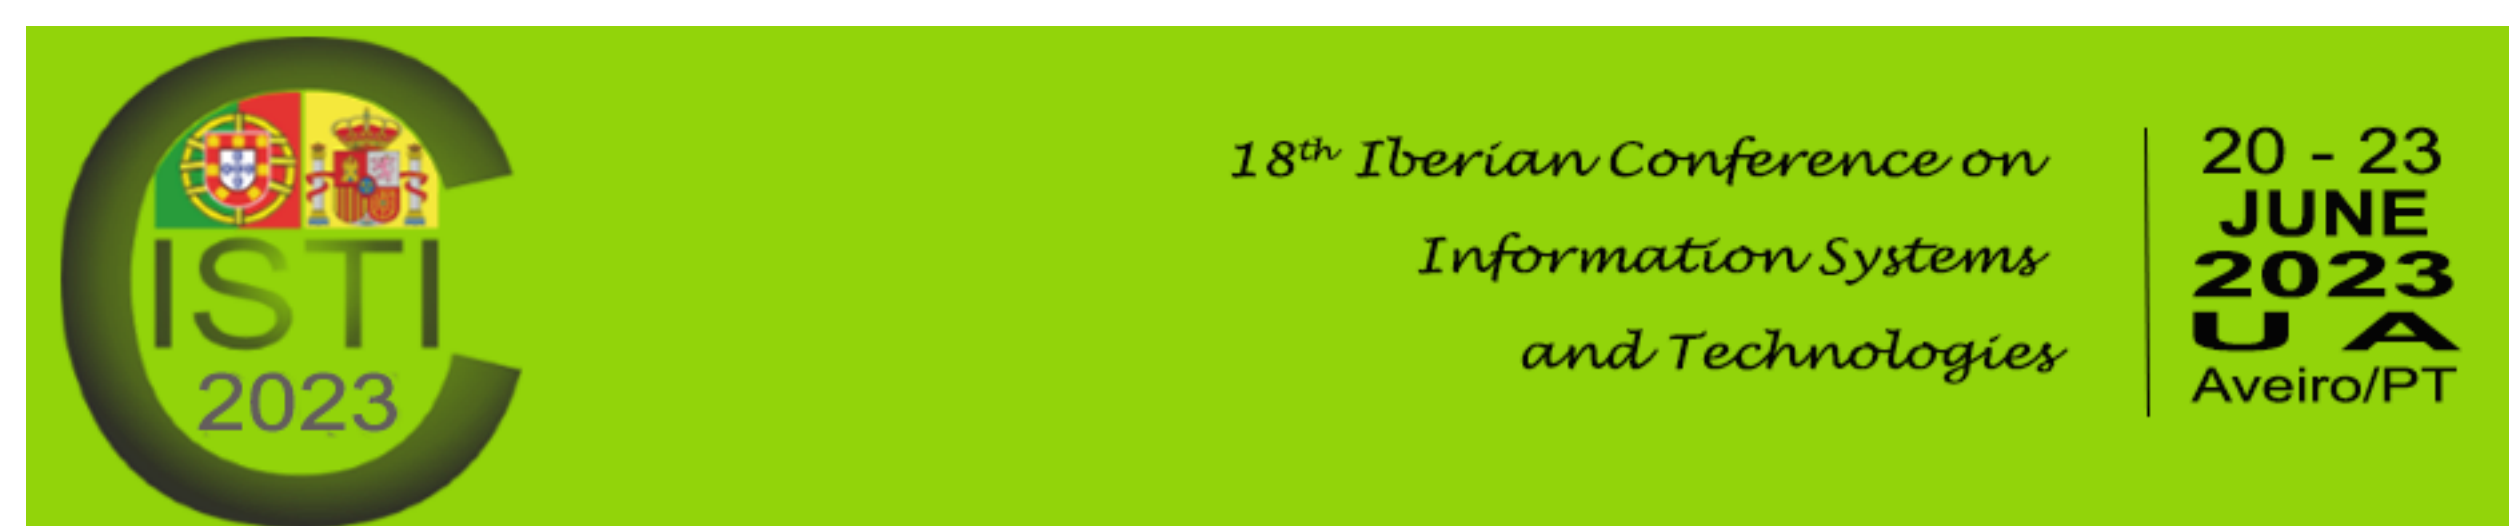 C
ISTI
2023
18th Iberian Conference on
Information Systems
and Technologies
20 - 23
JUNE
2023
U A
Aveiro/PT